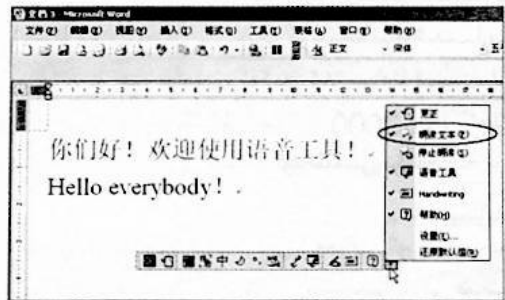 文档 3 - Microsoft Word
文件(F) 编辑(E) 视图(V) 插入(I) 格式(O) 工具(T) 表格(A) 窗口(W) 帮助(H)
正文 宋体 五
更正
朗读文本(R)
停止朗读(S)
语音工具
Handwriting
帮助(H)
设置(T)...
还原默认值(R)
你们好！欢迎使用语音工具！
Hello everybody！
中